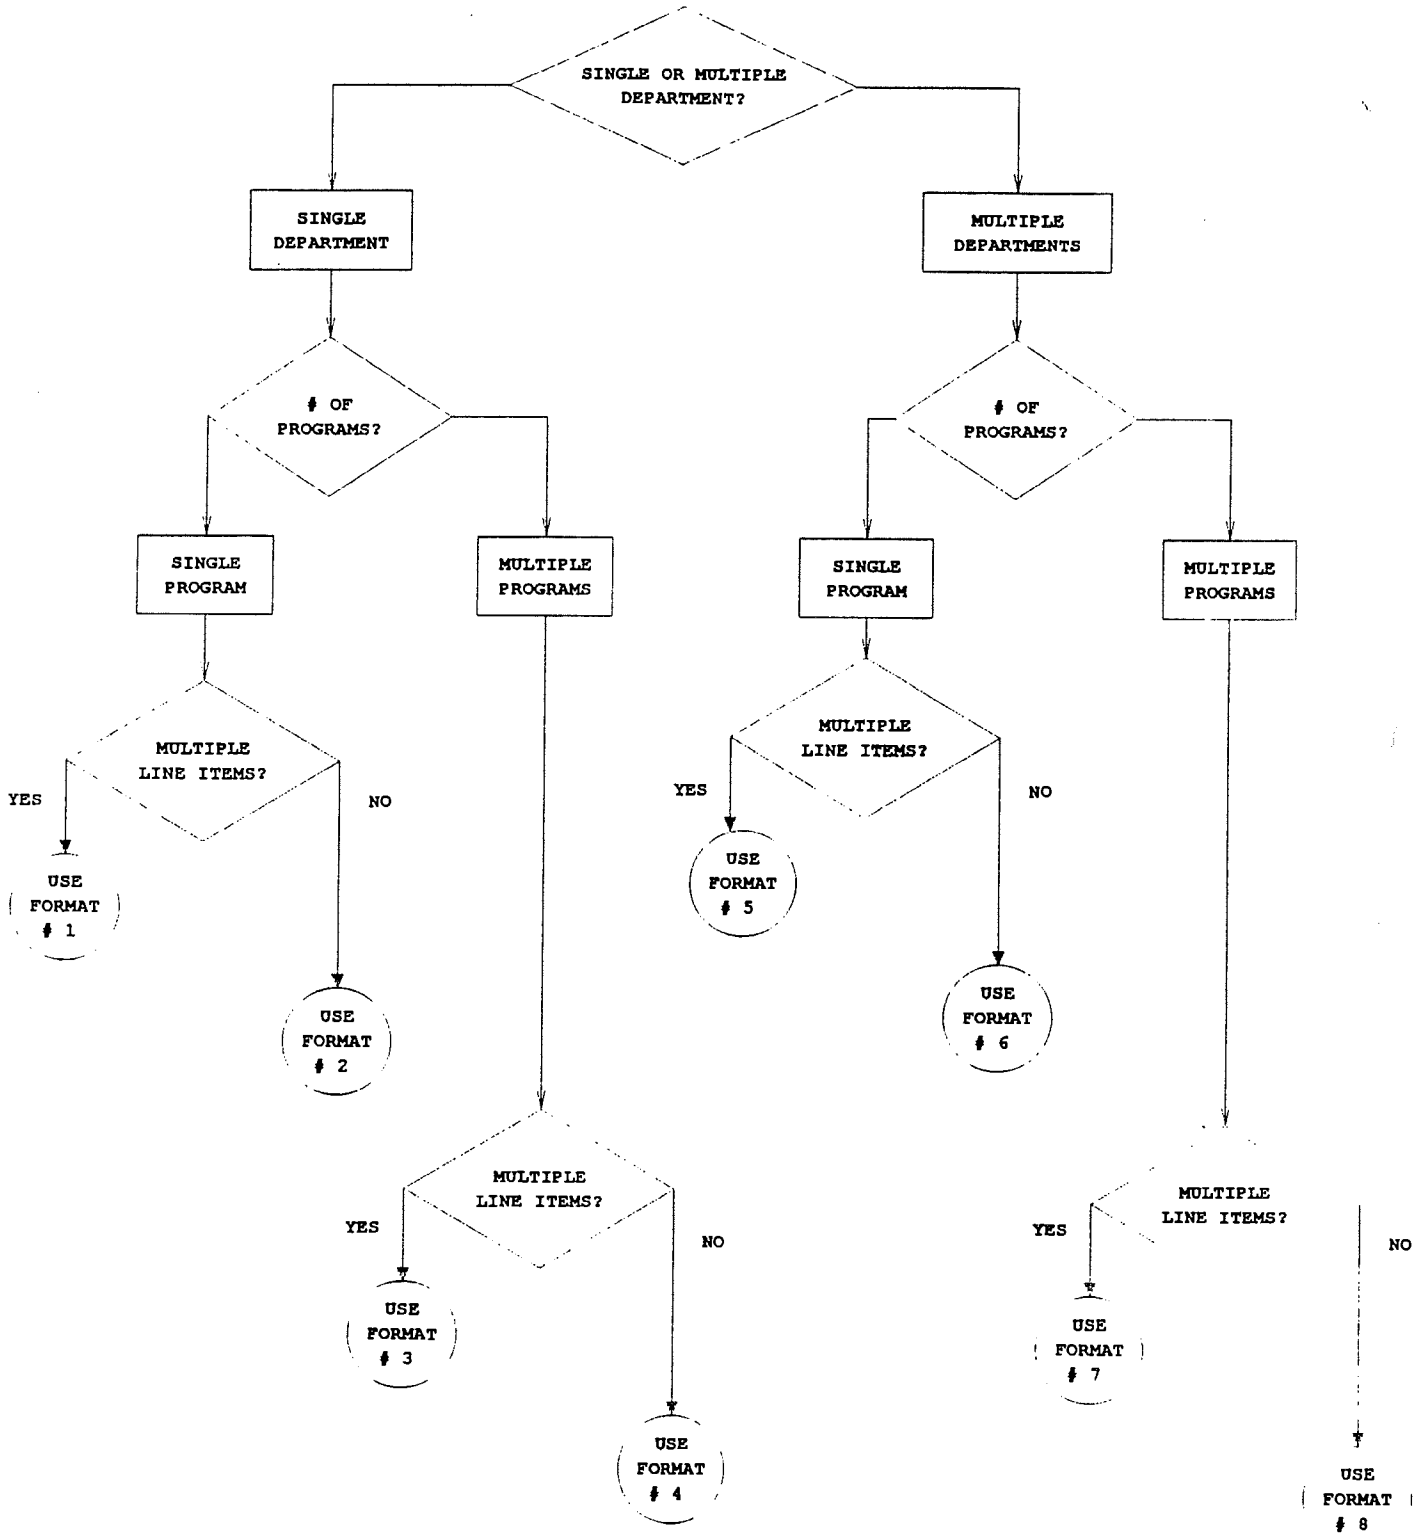 SINGLE OR MULTIPLE
DEPARTMENT?
SINGLE
DEPARTMENT
MULTIPLE
DEPARTMENTS
# OF
PROGRAMS?
# OF
PROGRAMS?
SINGLE
PROGRAM
MULTIPLE
PROGRAMS
SINGLE
PROGRAM
MULTIPLE
PROGRAMS
MULTIPLE
LINE ITEMS?
YES
NO
MULTIPLE
LINE ITEMS?
YES
NO
USE
FORMAT
# 1
USE
FORMAT
# 2
USE
FORMAT
# 5
USE
FORMAT
# 6
MULTIPLE
LINE ITEMS?
YES
NO
MULTIPLE
LINE ITEMS?
YES
NO
USE
FORMAT
# 3
USE
FORMAT
# 4
USE
FORMAT
# 7
USE
FORMAT
# 8